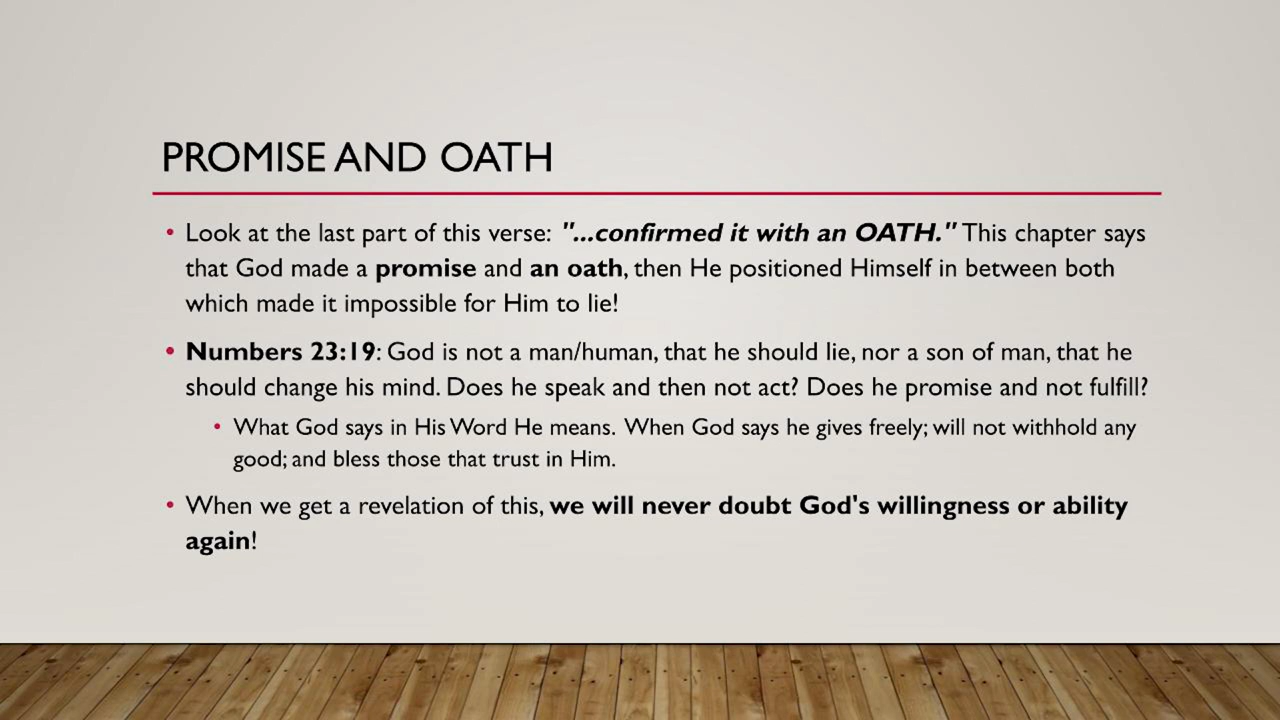 PROMISE AND OATH
• Look at the last part of this verse: "...confirmed it with an OATH." This chapter says
that God made a promise and an oath, then He positioned Himself in between both
which made it impossible for Him to lie!
• Numbers 23:19: God is not a man/human, that he should lie, nor a son of man, that he
should change his mind. Does he speak and then not act? Does he promise and not fulfill?
• What God says in His Word He means. When God says he gives freely; will not withhold any
good; and bless those that trust in Him.
• When we get a revelation of this, we will never doubt God's willingness or ability
again!